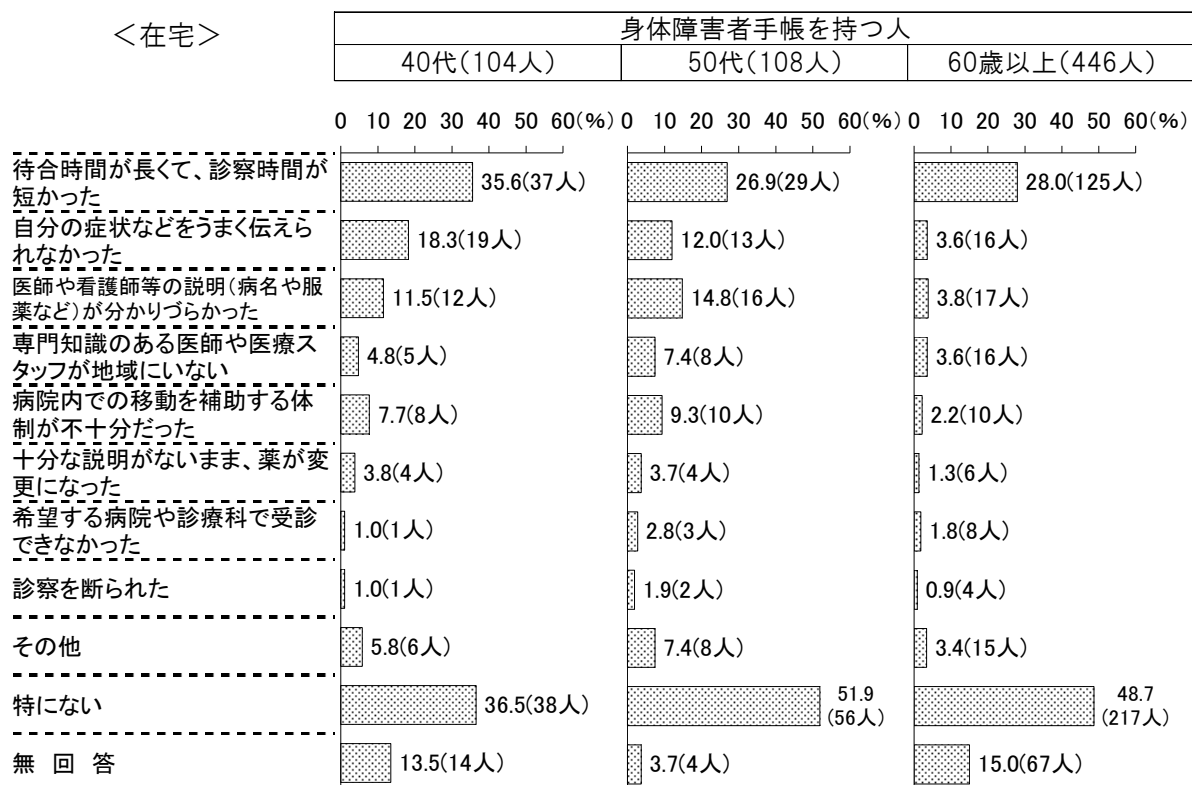 ＜在宅＞
身体障害者手帳を持つ人
40代(104人) 50代(108人) 60歳以上(446人)
0 10 20 30 40 50 60(%) 0 10 20 30 40 50 60(%) 0 10 20 30 40 50 60(%)
待合時間が長くて、診察時間が
短かった
35.6(37人) 26.9(29人) 28.0(125人)
自分の症状などをうまく伝えら
れなかった
18.3(19人) 12.0(13人) 3.6(16人)
医師や看護師等の説明(病名や服
薬など)が分かりづらかった
11.5(12人) 14.8(16人) 3.8(17人)
専門知識のある医師や医療ス
タッフが地域にいない
4.8(5人) 7.4(8人) 3.6(16人)
病院内での移動を補助する体
制が不十分だった
7.7(8人) 9.3(10人) 2.2(10人)
十分な説明がないまま、薬が変
更になった
3.8(4人) 3.7(4人) 1.3(6人)
希望する病院や診療科で受診
できなかった
1.0(1人) 2.8(3人) 1.8(8人)
診察を断られた
1.0(1人) 1.9(2人) 0.9(4人)
その他
5.8(6人) 7.4(8人) 3.4(15人)
特にない
36.5(38人) 51.9
(56人)
48.7
(217人)
無 回 答
13.5(14人) 3.7(4人) 15.0(67人)